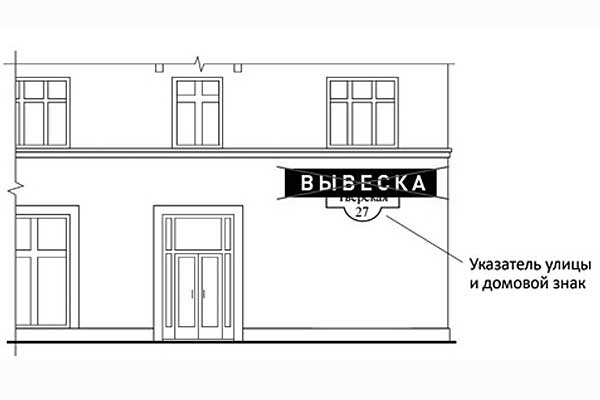 ВЫВЕСКА
Тверская
27
Указатель улицы
и домовой знак